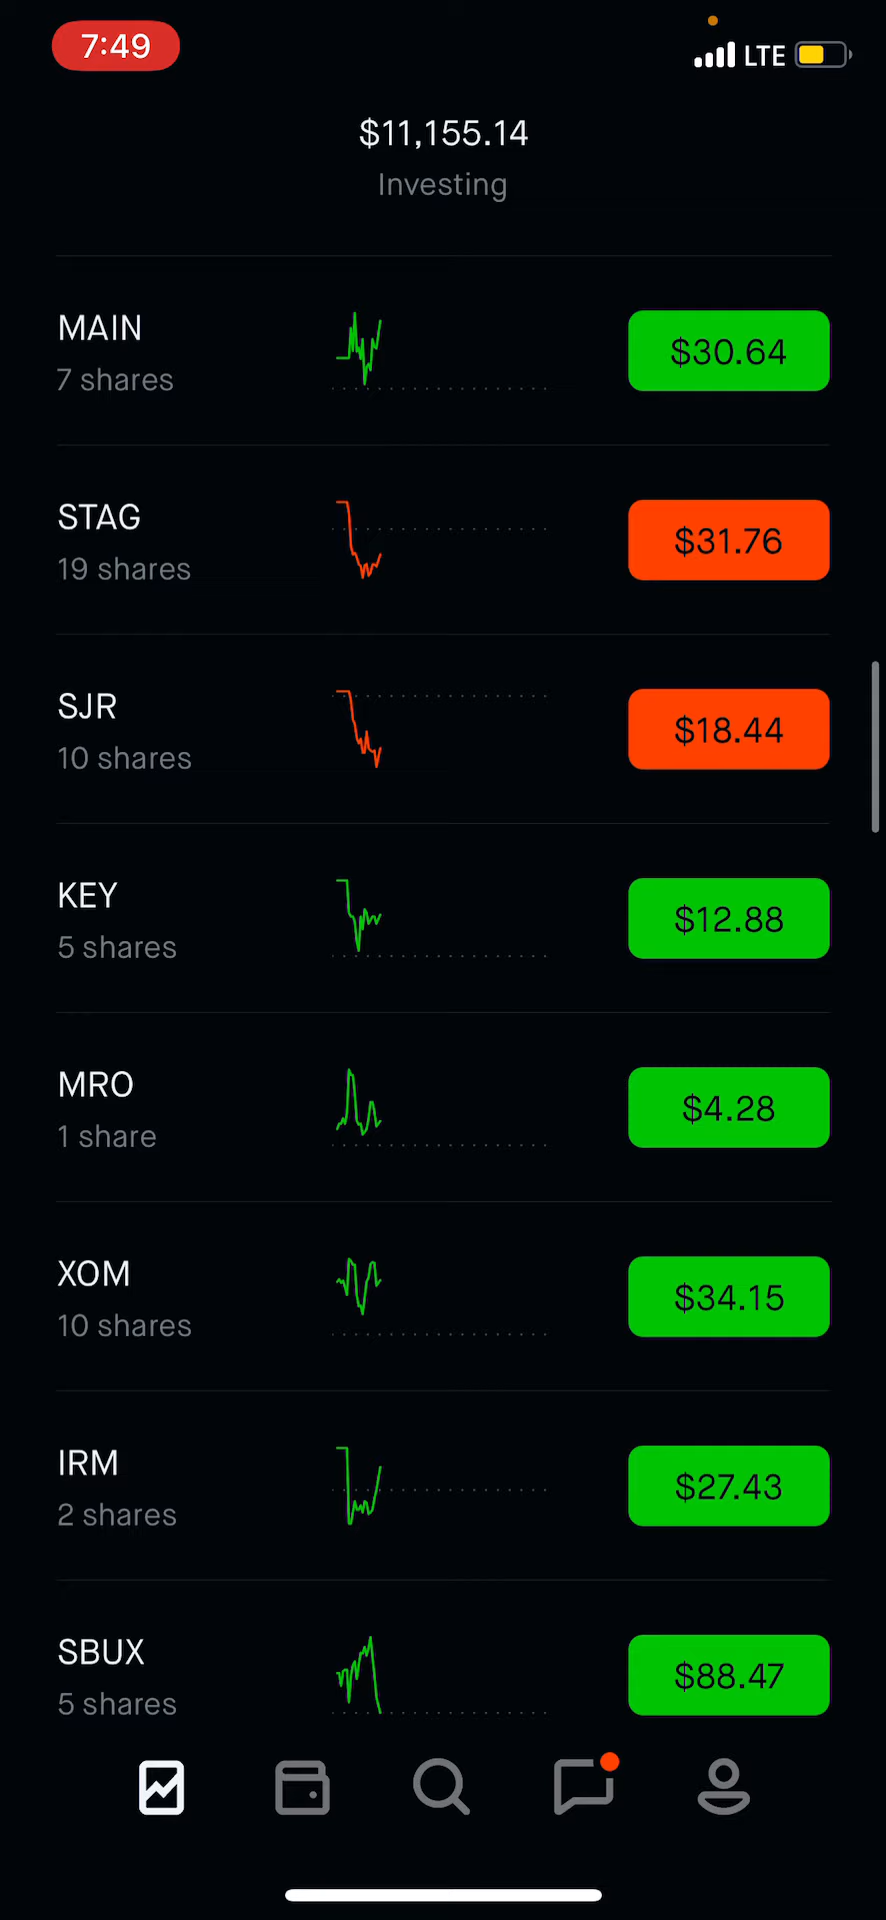 7:49
LTE
$11,155.14
Investing
MAIN
7 shares
$30.64
STAG
19 shares
$31.76
SJR
10 shares
$18.44
KEY
5 shares
$12.88
MRO
1 share
$4.28
XOM
10 shares
$34.15
IRM
2 shares
$27.43
SBUX
5 shares
$88.47